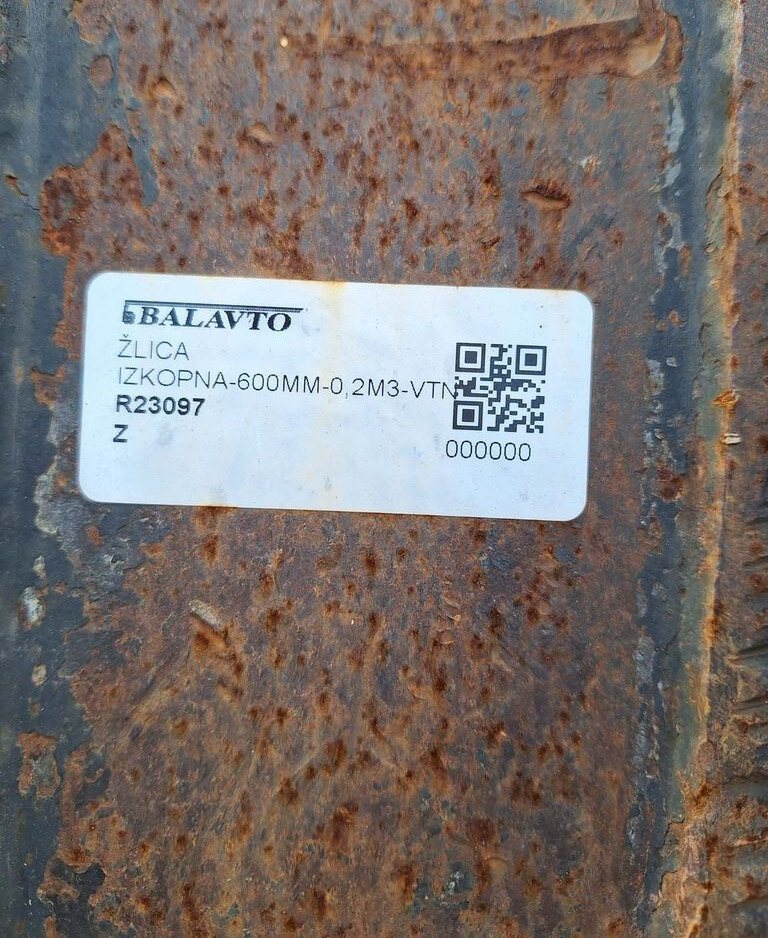 BALAVTO
ŽLICA
IZKOPNA-600MM-0,2M3-VTN
R23097
Z
000000